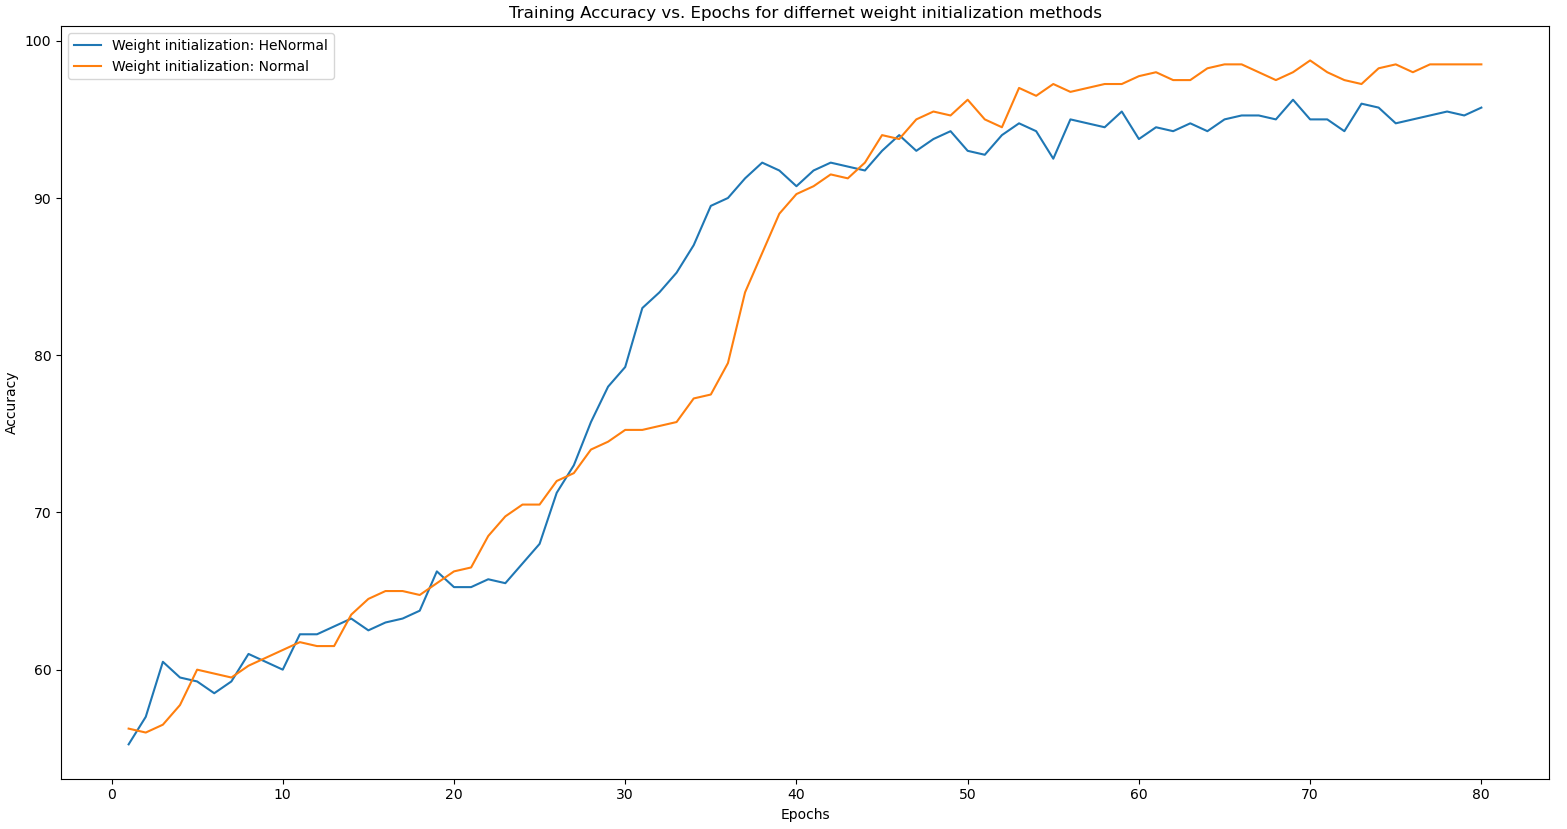 Training Accuracy vs. Epochs for differnet weight initialization methods
Weight initialization: HeNormal
Weight initialization: Normal
100
90
80
70
60
Accuracy
0 10 20 30 40 50 60 70 80
Epochs